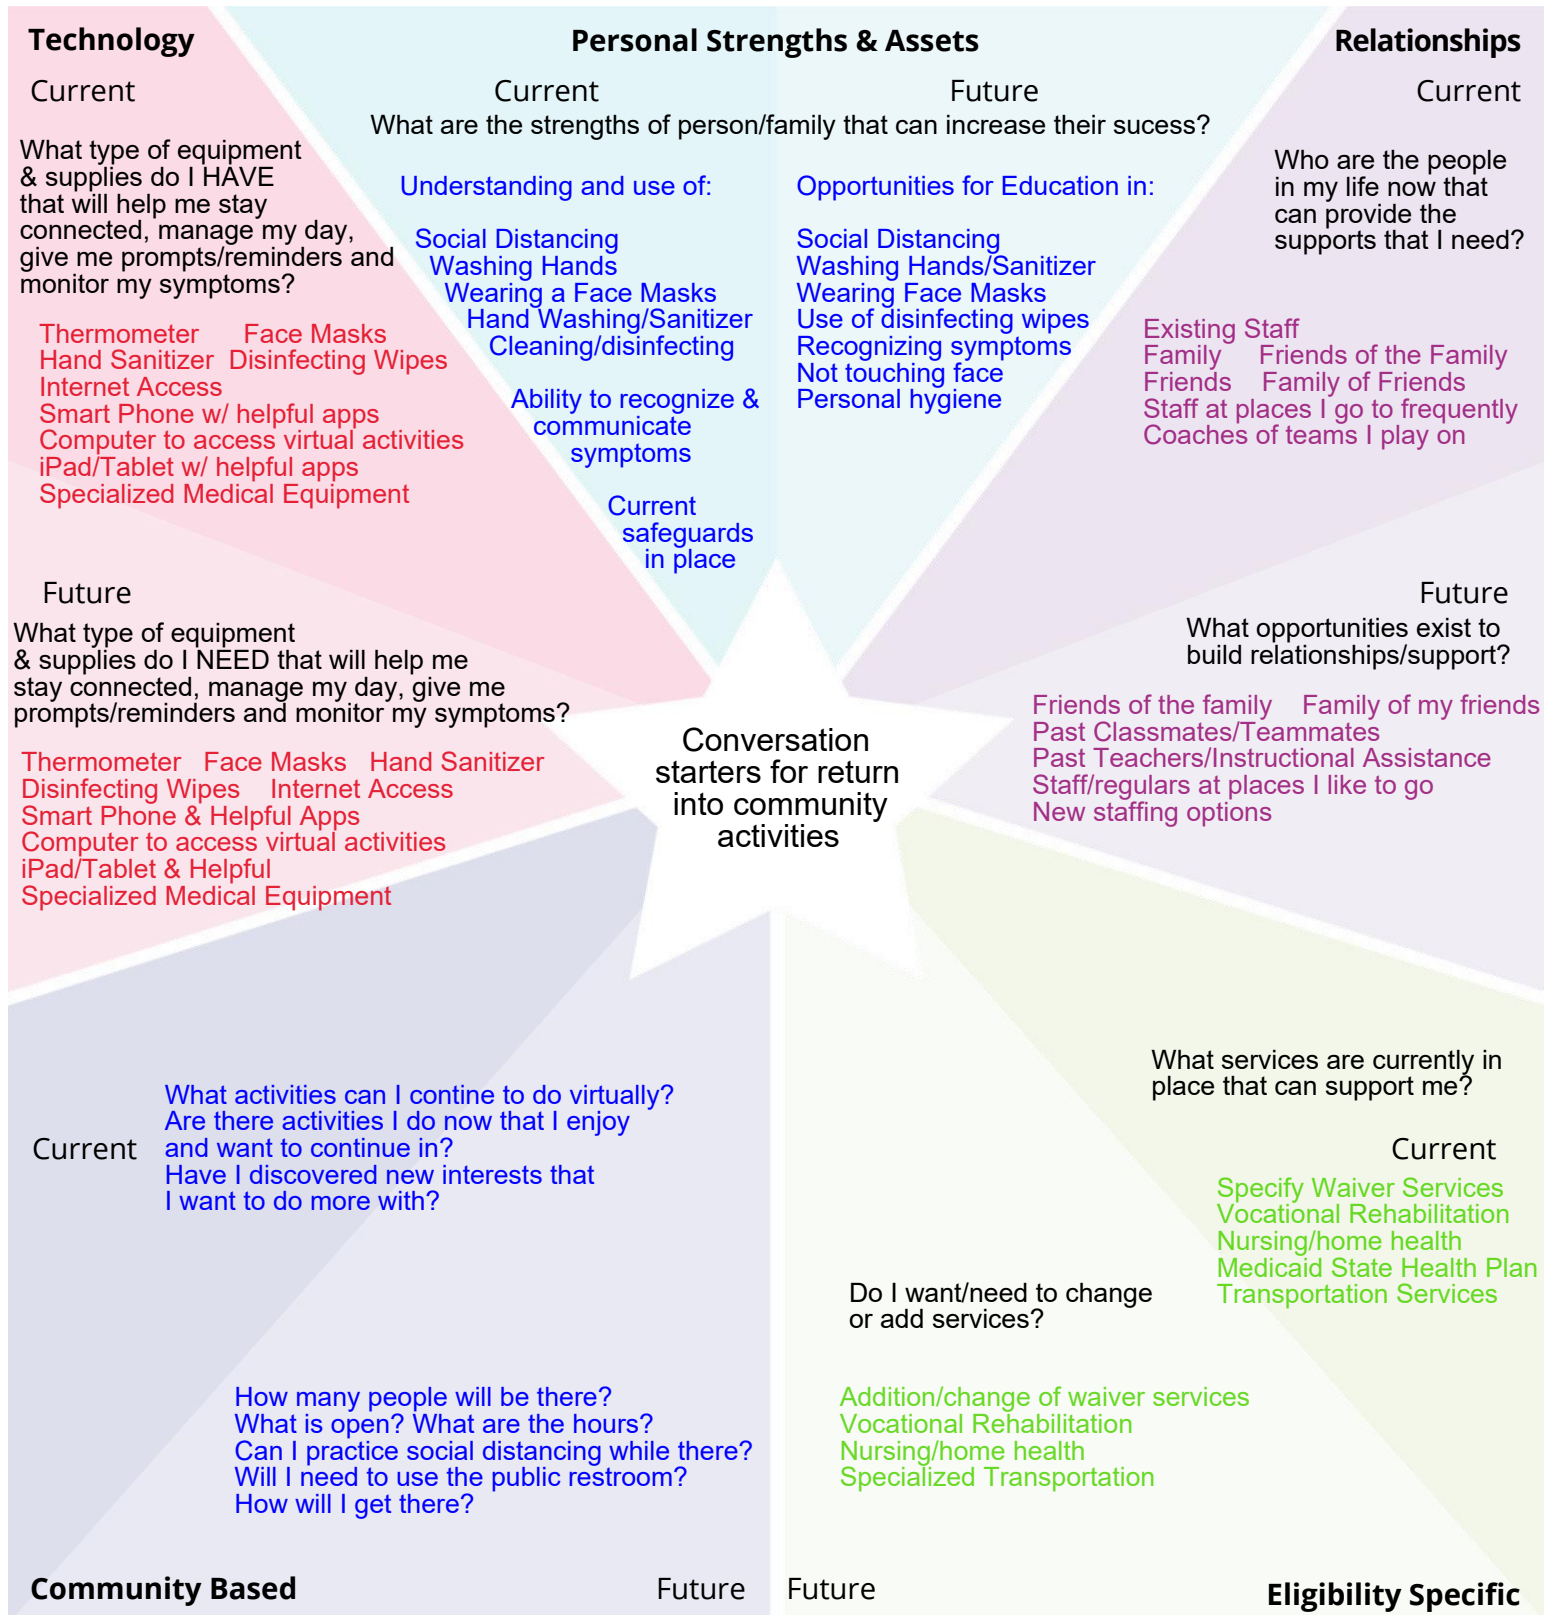 Technology
Current
What type of equipment
& supplies do I HAVE
that will help me stay
connected, manage my day,
give me prompts/reminders and
monitor my symptoms?
Thermometer Face Masks
Hand Sanitizer Disinfecting Wipes
Internet Access
Smart Phone w/ helpful apps
Computer to access virtual activities
iPad/Tablet w/ helpful apps
Specialized Medical Equipment
Future
What type of equipment
& supplies do I NEED that will help me
stay connected, manage my day, give me
prompts/reminders and monitor my symptoms?
Thermometer Face Masks Hand Sanitizer
Disinfecting Wipes Internet Access
Smart Phone & Helpful Apps
Computer to access virtual activities
iPad/Tablet & Helpful
Specialized Medical Equipment
Personal Strengths & Assets
Current Future
What are the strengths of person/family that can increase their sucess?
Understanding and use of:
Social Distancing
Washing Hands
Wearing a Face Masks
Hand Washing/Sanitizer
Cleaning/disinfecting
Ability to recognize &
communicate
symptoms
Current
safeguards
in place
Opportunities for Education in:
Social Distancing
Washing Hands/Sanitizer
Wearing Face Masks
Use of disinfecting wipes
Recognizing symptoms
Not touching face
Personal hygiene
Relationships
Current
Who are the people
in my life now that
can provide the
supports that I need?
Existing Staff
Family Friends of the Family
Friends Family of Friends
Staff at places I go to frequently
Coaches of teams I play on
Future
What opportunities exist to
build relationships/support?
Friends of the family Family of my friends
Past Classmates/Teammates
Past Teachers/Instructional Assistance
Staff/regulars at places I like to go
New staffing options
Conversation
starters for return
into community
activities
Current
What activities can I contine to do virtually?
Are there activities I do now that I enjoy
and want to continue in?
Have I discovered new interests that
I want to do more with?
How many people will be there?
What is open? What are the hours?
Can I practice social distancing while there?
Will I need to use the public restroom?
How will I get there?
Community Based
Future
What services are currently in
place that can support me?
Current
Specify Waiver Services
Vocational Rehabilitation
Nursing/home health
Medicaid State Health Plan
Transportation Services
Do I want/need to change
or add services?
Addition/change of waiver services
Vocational Rehabilitation
Nursing/home health
Specialized Transportation
Future
Eligibility Specific